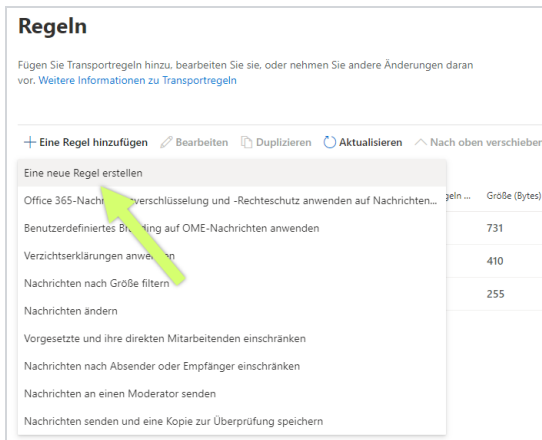 Regeln
Fügen Sie Transportregeln hinzu, bearbeiten Sie sie, oder nehmen Sie andere Änderungen daran
vor. Weitere Informationen zu Transportregeln
Eine Regel hinzufügen Bearbeiten Duplizieren Aktualisieren Nach oben verschieben
Eine neue Regel erstellen
Office 365-Nachrichtenverschlüsselung und -Rechteschutz anwenden auf Nachrichten...
geln ... Größe (Bytes)
Benutzerdefiniertes Branding auf OME-Nachrichten anwenden
731
Verzichtserklärungen anwenden
410
Nachrichten nach Größe filtern
255
Nachrichten ändern
Vorgesetzte und ihre direkten Mitarbeitenden einschränken
Nachrichten nach Absender oder Empfänger einschränken
Nachrichten an einen Moderator senden
Nachrichten senden und eine Kopie zur Überprüfung speichern